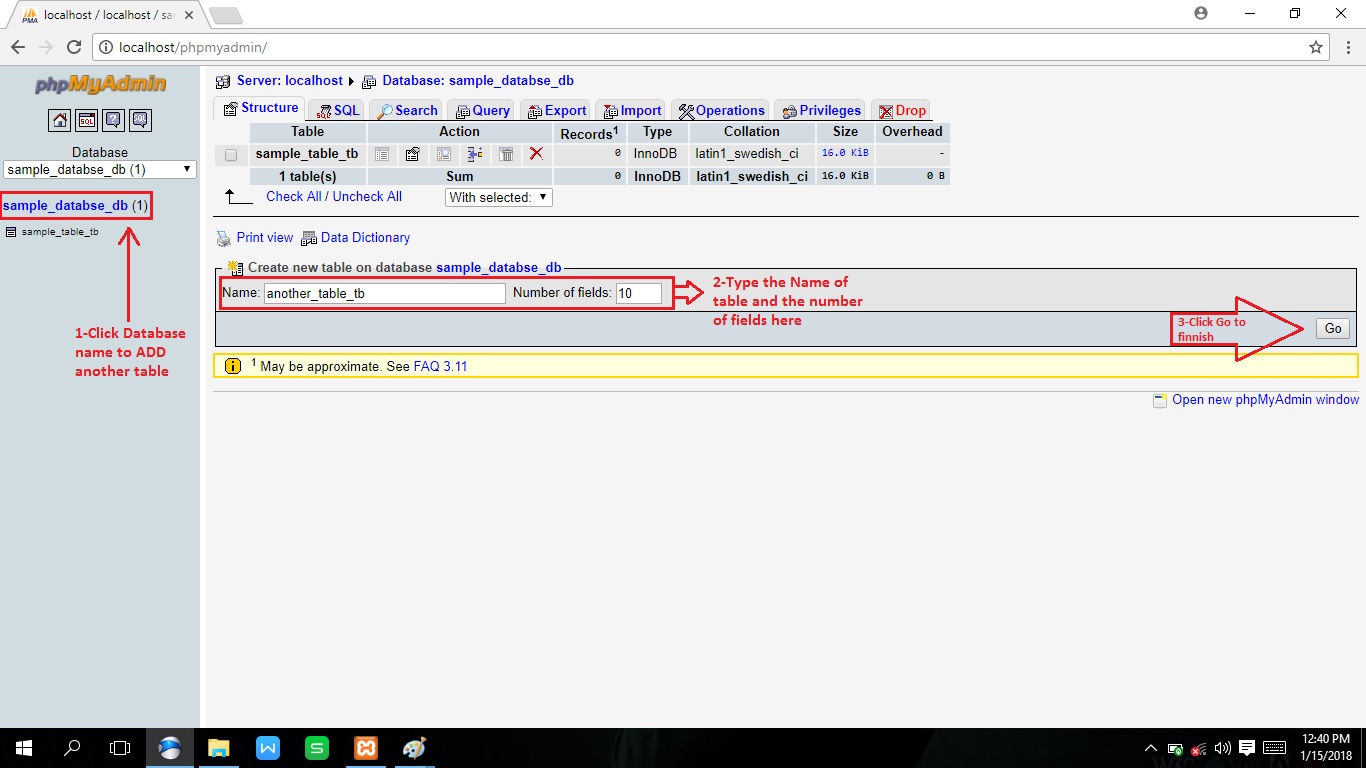 PMA localhost / localhost / sa
localhost/phpmyadmin/
phpMyAdmin
SQL
Database
sample_databse_db (1)
sample_databse_db (1)
sample_table_tb
1-Click Database
name to ADD
another table
Server: localhost Database: sample_databse_db
Structure SQL Search Query Export Import Operations Privileges Drop
Table Action Records1 Type Collation Size Overhead
sample_table_tb 0 InnoDB latin1_swedish_ci 16.0 KiB -
1 table(s) Sum 0 InnoDB latin1_swedish_ci 16.0 KiB 0 B
Check All / Uncheck All With selected:
Print view Data Dictionary
Create new table on database sample_databse_db
Name: another_table_tb Number of fields: 10
2-Type the Name of
table and the number
of fields here
3-Click Go to
finnish
Go
1 May be approximate. See FAQ 3.11
Open new phpMyAdmin window
12:40 PM
1/15/2018